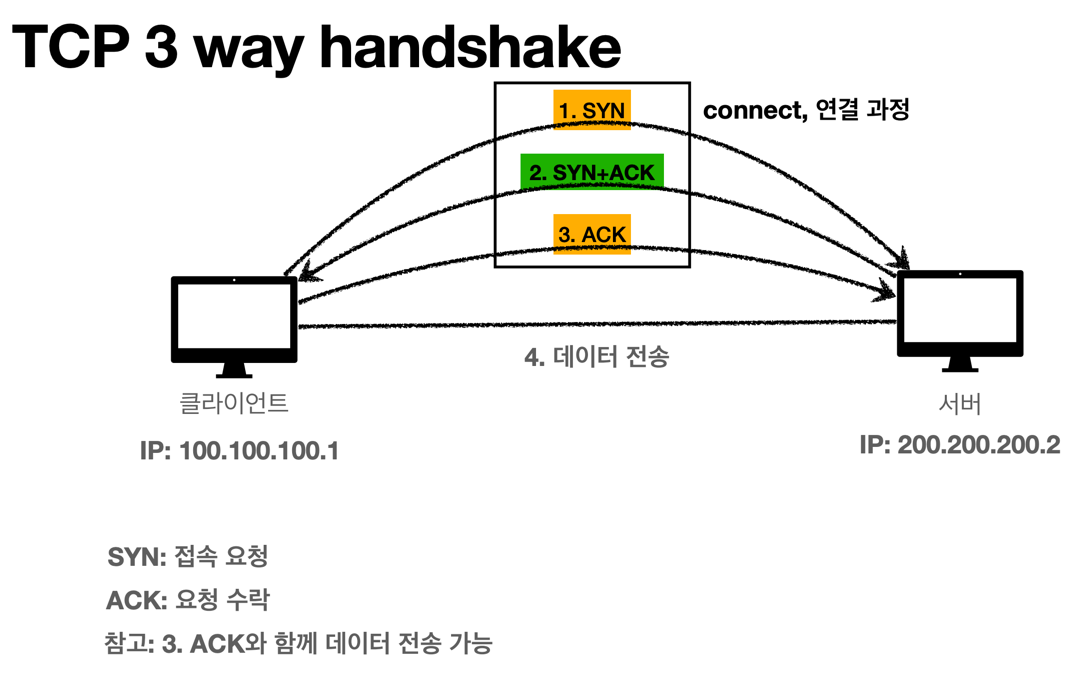 TCP 3 way handshake
1. SYN
connect, 연결 과정
2. SYN+ACK
3. ACK
4. 데이터 전송
클라이언트
서버
IP: 100.100.100.1
IP: 200.200.200.2
SYN: 접속 요청
ACK: 요청 수락
참고: 3. ACK와 함께 데이터 전송 가능